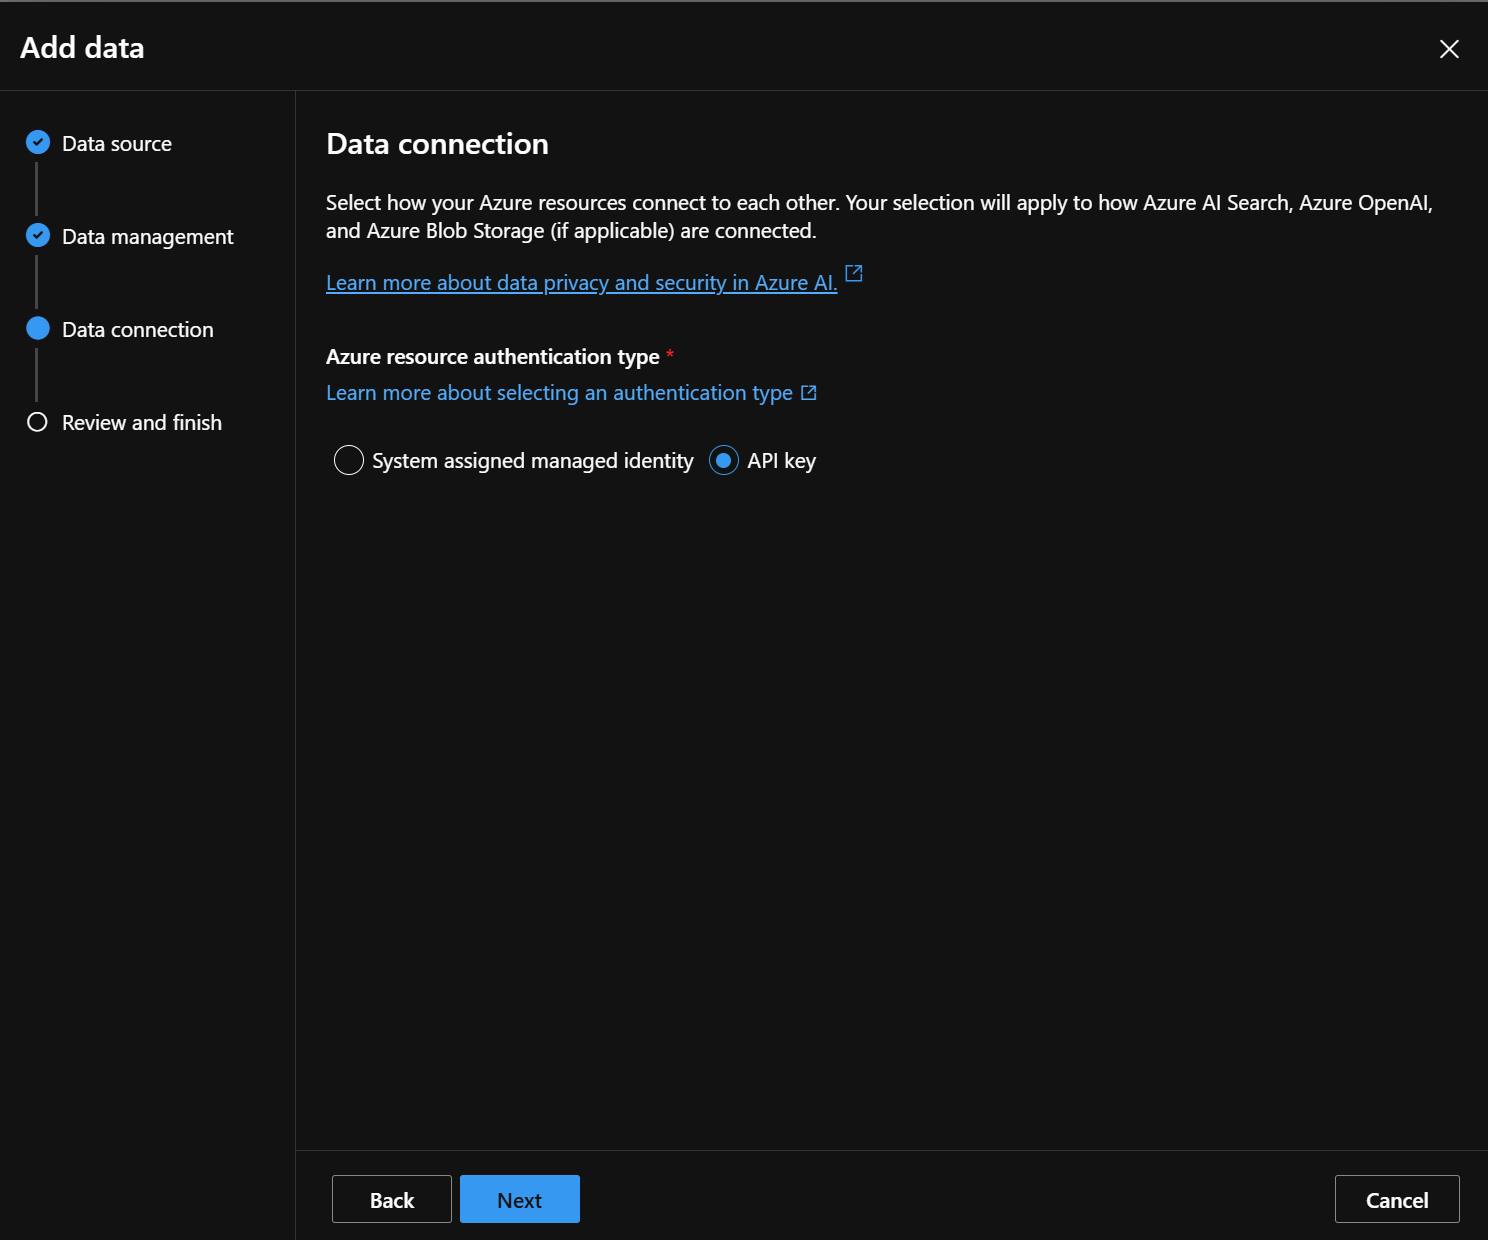 Add data
Data source
Data management
Data connection
Review and finish
Data connection
Select how your Azure resources connect to each other. Your selection will apply to how Azure AI Search, Azure OpenAI,
and Azure Blob Storage (if applicable) are connected.
Learn more about data privacy and security in Azure AI.
Azure resource authentication type *
Learn more about selecting an authentication type
System assigned managed identity API key
Back Next Cancel